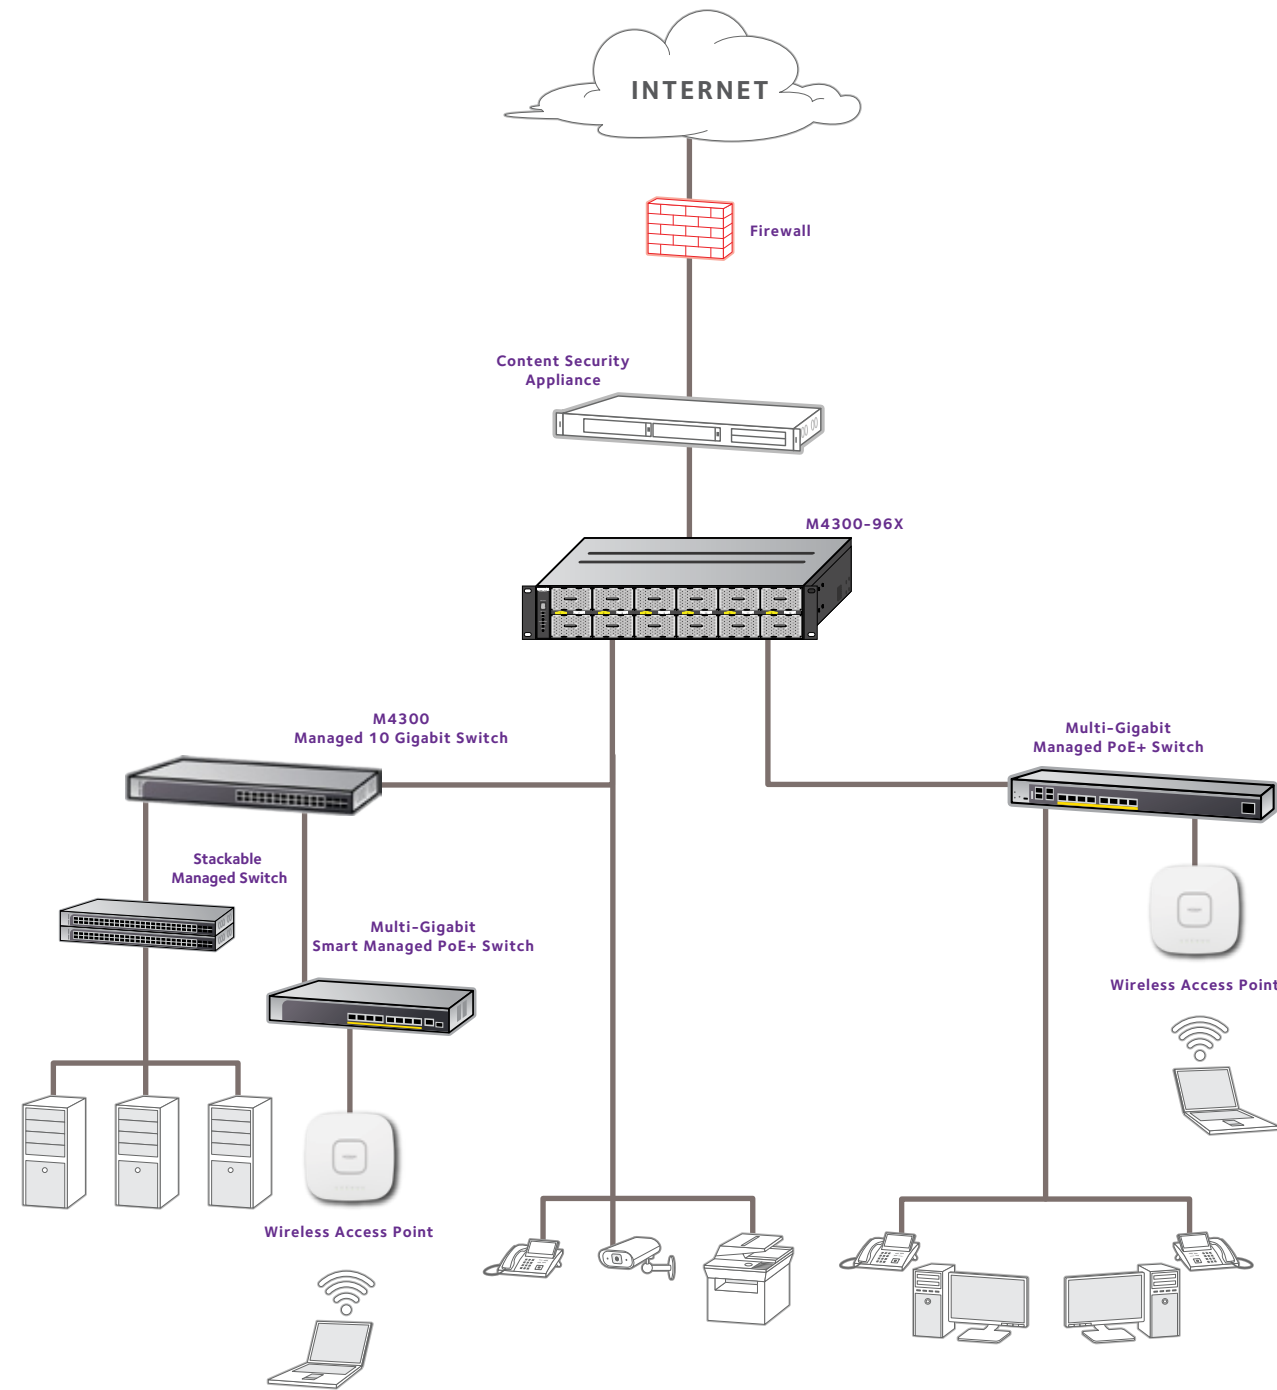 INTERNET
Firewall
Content Security
Appliance
M4300-96X
M4300
Managed 10 Gigabit Switch
Multi-Gigabit
Managed PoE+ Switch
Stackable
Managed Switch
Multi-Gigabit
Smart Managed PoE+ Switch
Wireless Access Point
Wireless Access Point